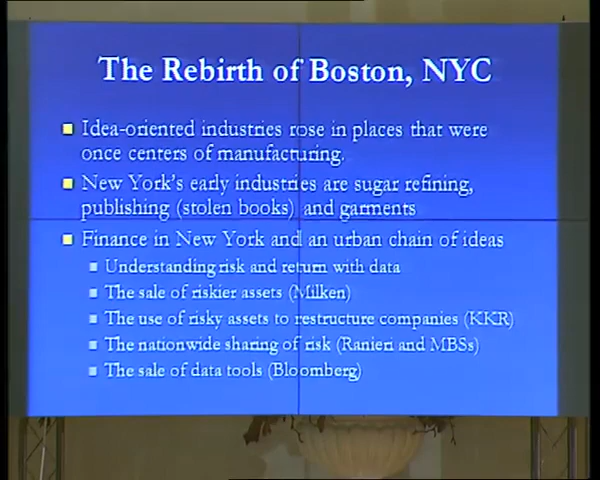 The Rebirth of Boston, NYC
Idea-oriented industries rose in places that were
once centers of manufacturing.
New York's early industries are sugar refining,
publishing (stolen books) and garments
Finance in New York and an urban chain of ideas
Understanding risk and return with data
The sale of riskier assets (Milken)
The use of risky assets to restructure companies (KKR)
The nationwide sharing of risk (Ranieri and MBSs)
The sale of data tools (Bloomberg)